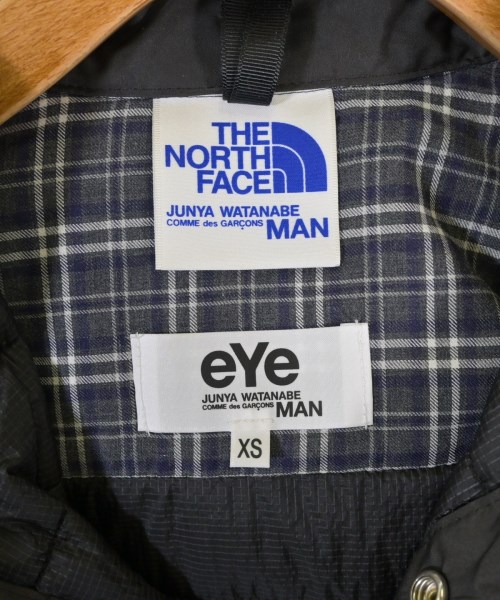 THE
NORTH
FACE
JUNYA WATANABE
COMME des GARÇONS MAN
eYe
JUNYA WATANABE
COMME des GARÇONS MAN
XS